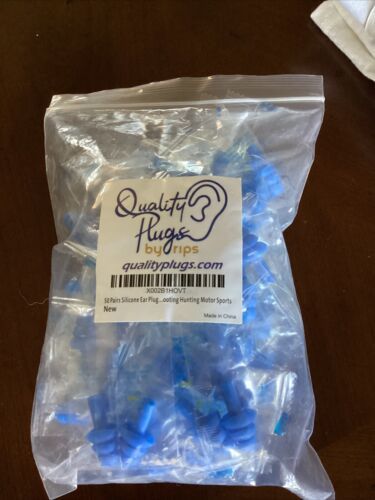 Quality
Plugs
by rips
qualityplugs.com
X002B1HOVT
50 Pairs Silicone Ear Plug...ooting Hunting Motor Sports
New
Made in China